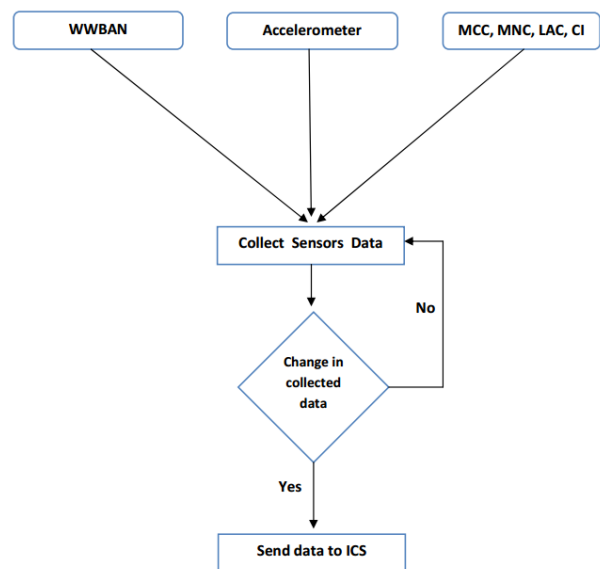 WWBAN
Accelerometer
MCC, MNC, LAC, CI
Collect Sensors Data
No
Change in
collected
data
Yes
Send data to ICS